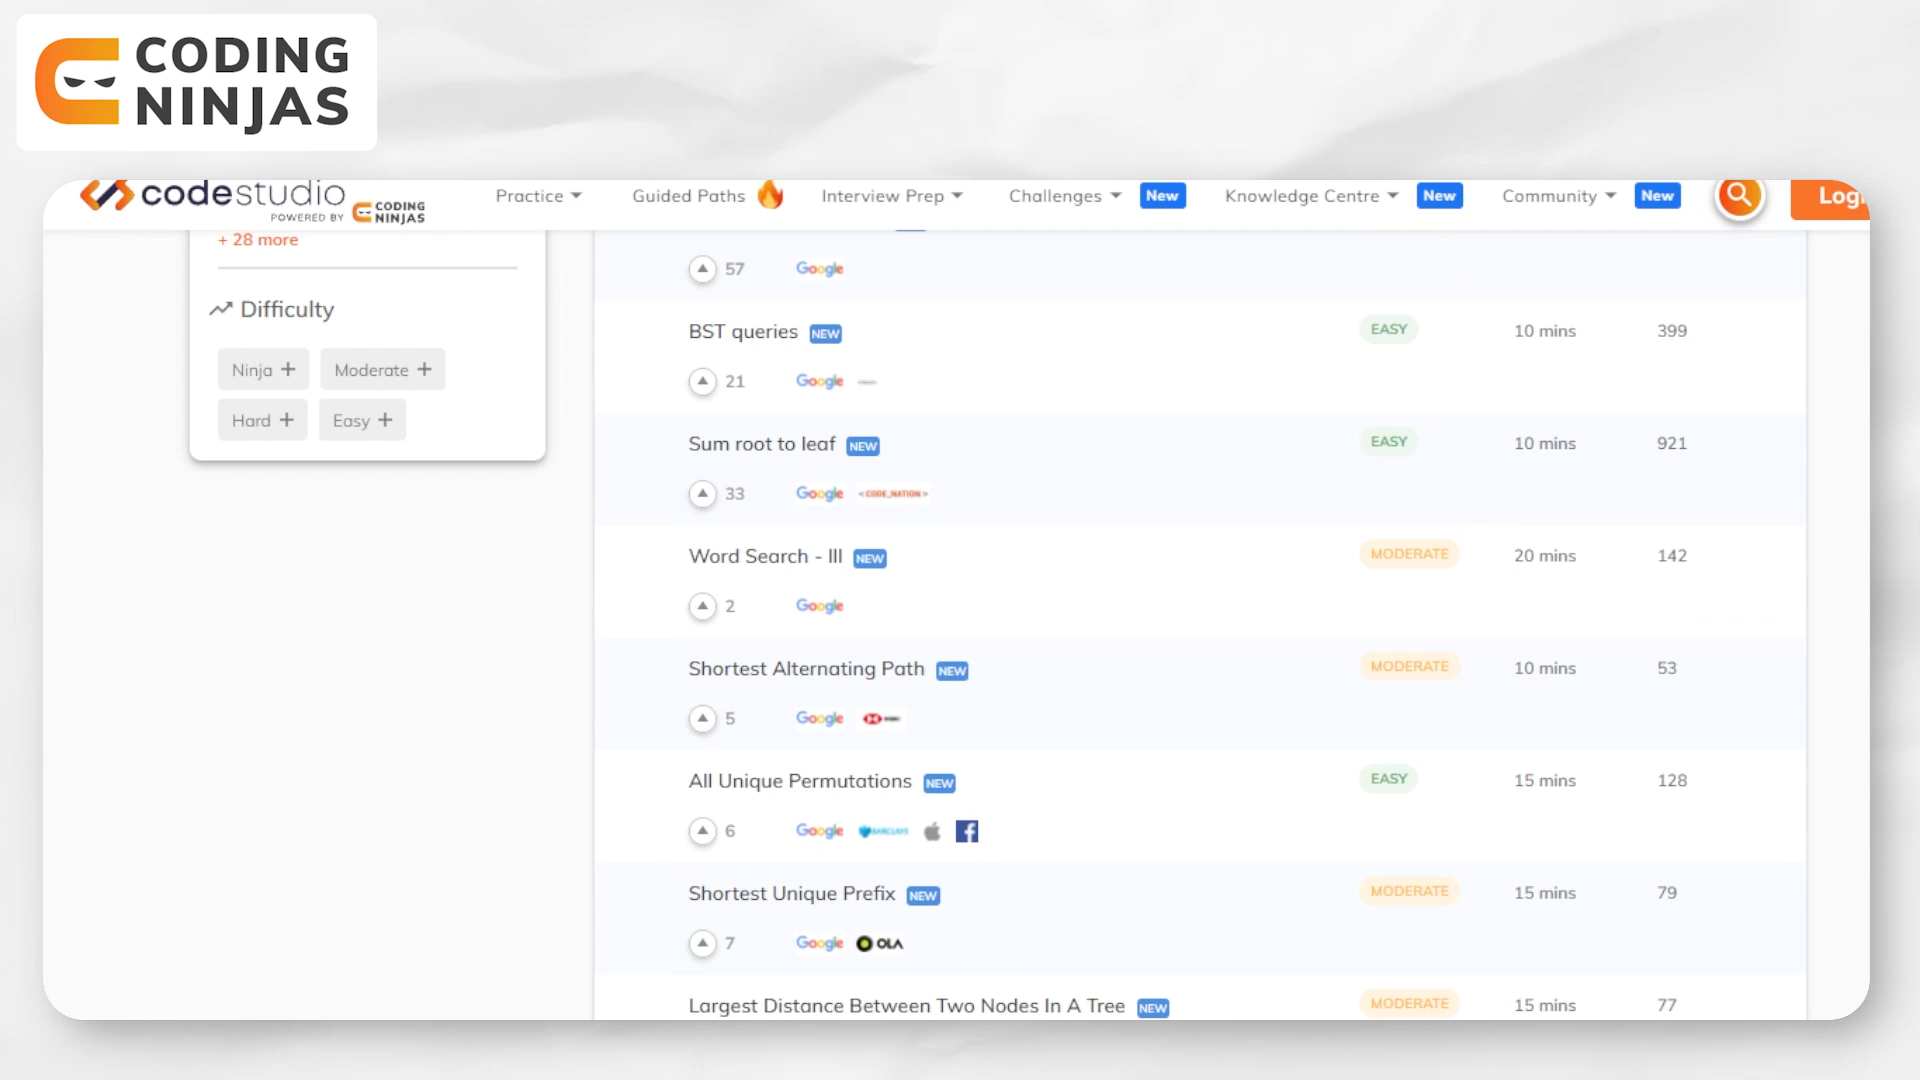 CODING
NINJAS
codestudio
POWERED BY CODING NINJAS
Practice Guided Paths Interview Prep Challenges New Knowledge Centre New Community New
+ 28 more
Difficulty
Ninja + Moderate +
Hard + Easy +
57 Google
BST queries NEW EASY 10 mins 399
21 Google
Sum root to leaf NEW EASY 10 mins 921
33 Google <CODE_NATION>
Word Search - III NEW MODERATE 20 mins 142
2 Google
Shortest Alternating Path NEW MODERATE 10 mins 53
5 Google
All Unique Permutations NEW EASY 15 mins 128
6 Google BARCLAYS f
Shortest Unique Prefix NEW MODERATE 15 mins 79
7 Google OLA
Largest Distance Between Two Nodes In A Tree NEW MODERATE 15 mins 77